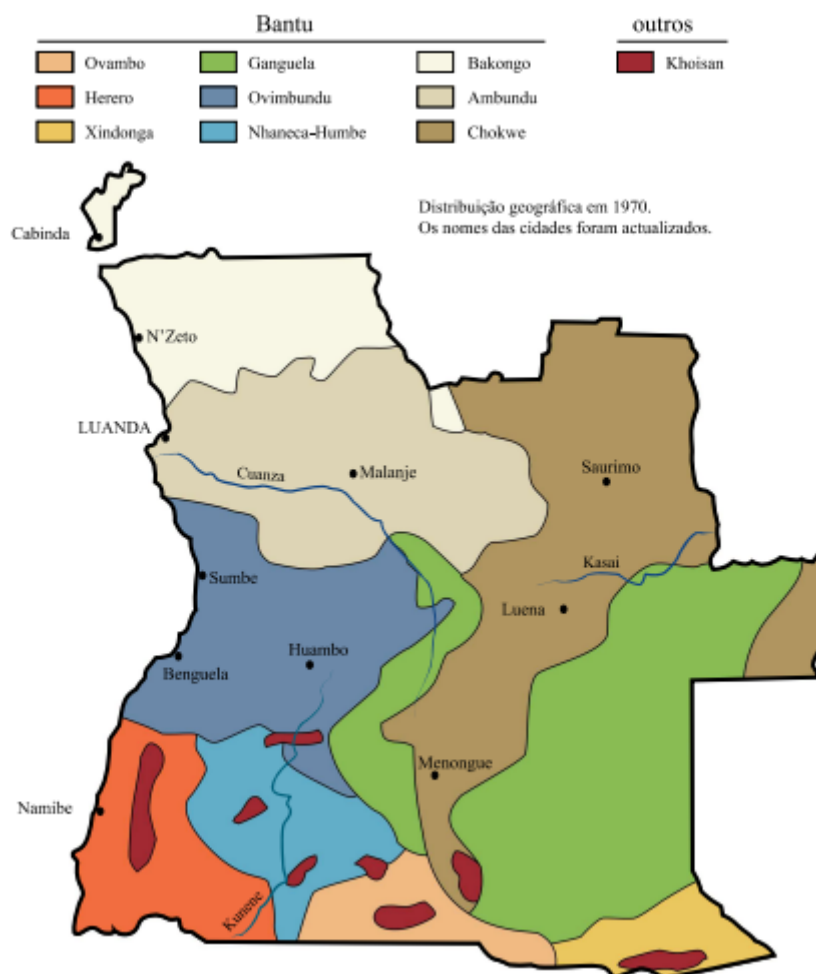 Bantu
outros
Ovambo
Ganguela
Bakongo
Khoisan
Herero
Ovimbundu
Ambundu
Xindonga
Nhaneca-Humbe
Chokwe
Distribuição geográfica em 1970.
Os nomes das cidades foram actualizados.
Cabinda
N'Zeto
LUANDA
Cuanza
Malanje
Saurimo
Sumbe
Kasai
Luena
Huambo
Benguela
Menongue
Namibe
Kunene